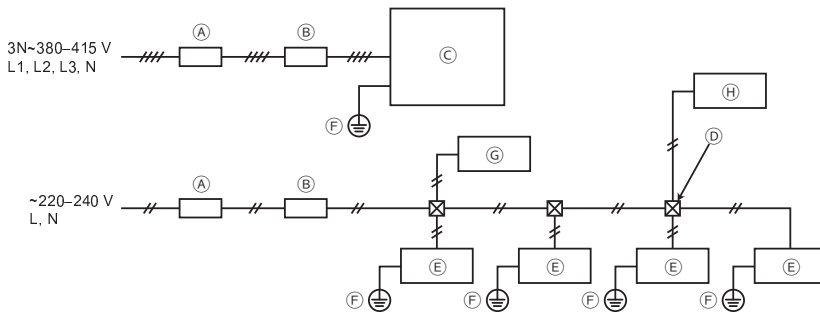 Ⓐ Ⓑ
3N~380–415 V
L1, L2, L3, N
Ⓒ
Ⓕ
Ⓗ
Ⓖ
Ⓓ
Ⓐ Ⓑ
~220–240 V
L, N
Ⓔ Ⓔ Ⓔ Ⓔ
Ⓕ Ⓕ Ⓕ Ⓕ